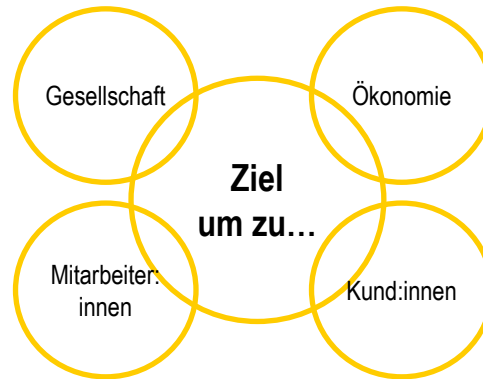 Gesellschaft
Ökonomie
Ziel
um zu…
Mitarbeiter:
innen
Kund:innen